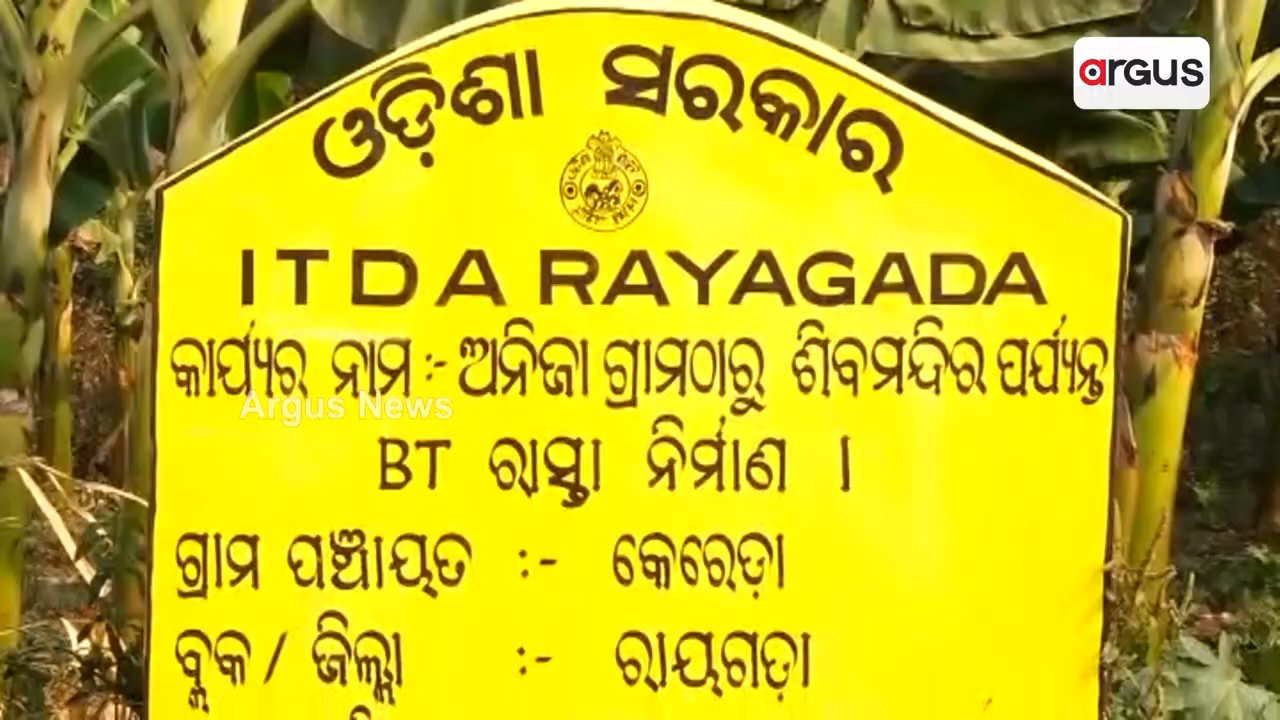 argus
ଓଡ଼ିଶା ସରକାର
ITDA RAYAGADA
କାର୍ଯ୍ୟର ନାମ :- ଅନିଜା ଗ୍ରାମଠାରୁ ଶିବମନ୍ଦିର ପର୍ଯ୍ୟନ୍ତ
Argus News
BT ରାସ୍ତା ନିର୍ମାଣ ।
ଗ୍ରାମ ପଞ୍ଚାୟତ :- କେରେଡ଼ା
ବ୍ଲକ / ଜିଲ୍ଲା :- ରାୟଗଡ଼ା